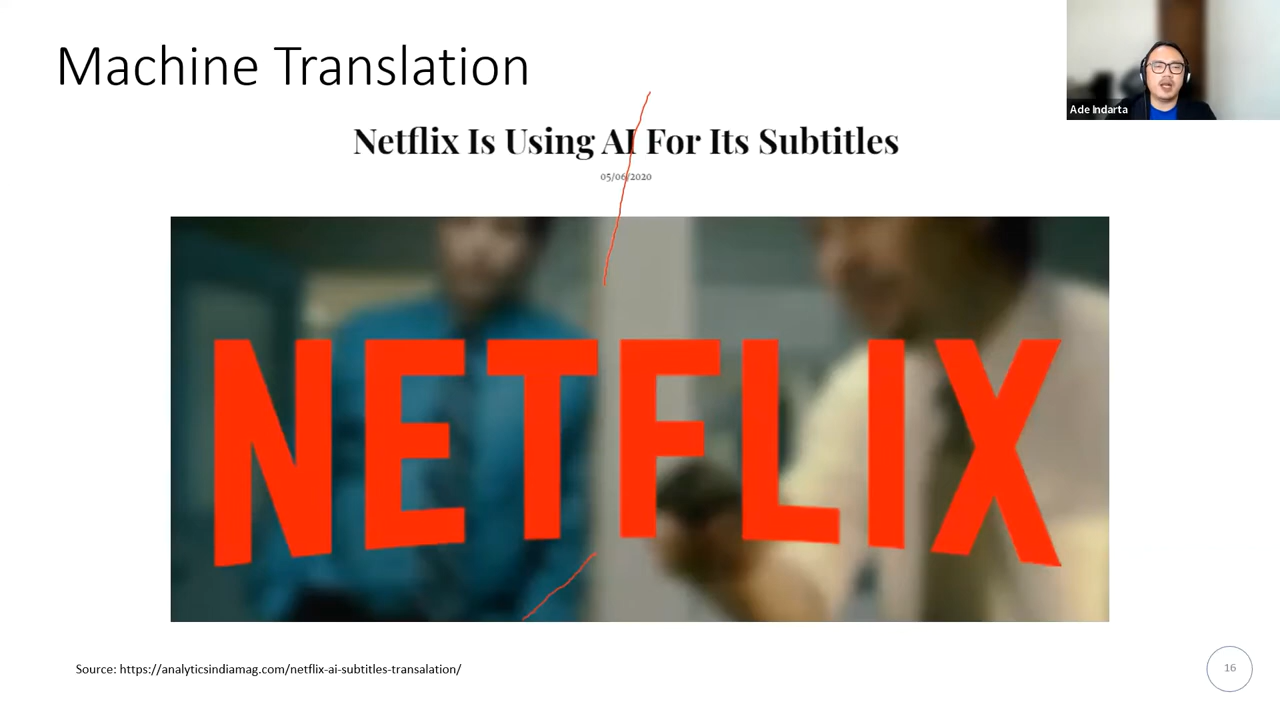 Machine Translation
Ade Indarta
Netflix Is Using AI For Its Subtitles
05/06/2020
NETFLIX
Source: https://analyticsindiamag.com/netflix-ai-subtitles-transalation/
16